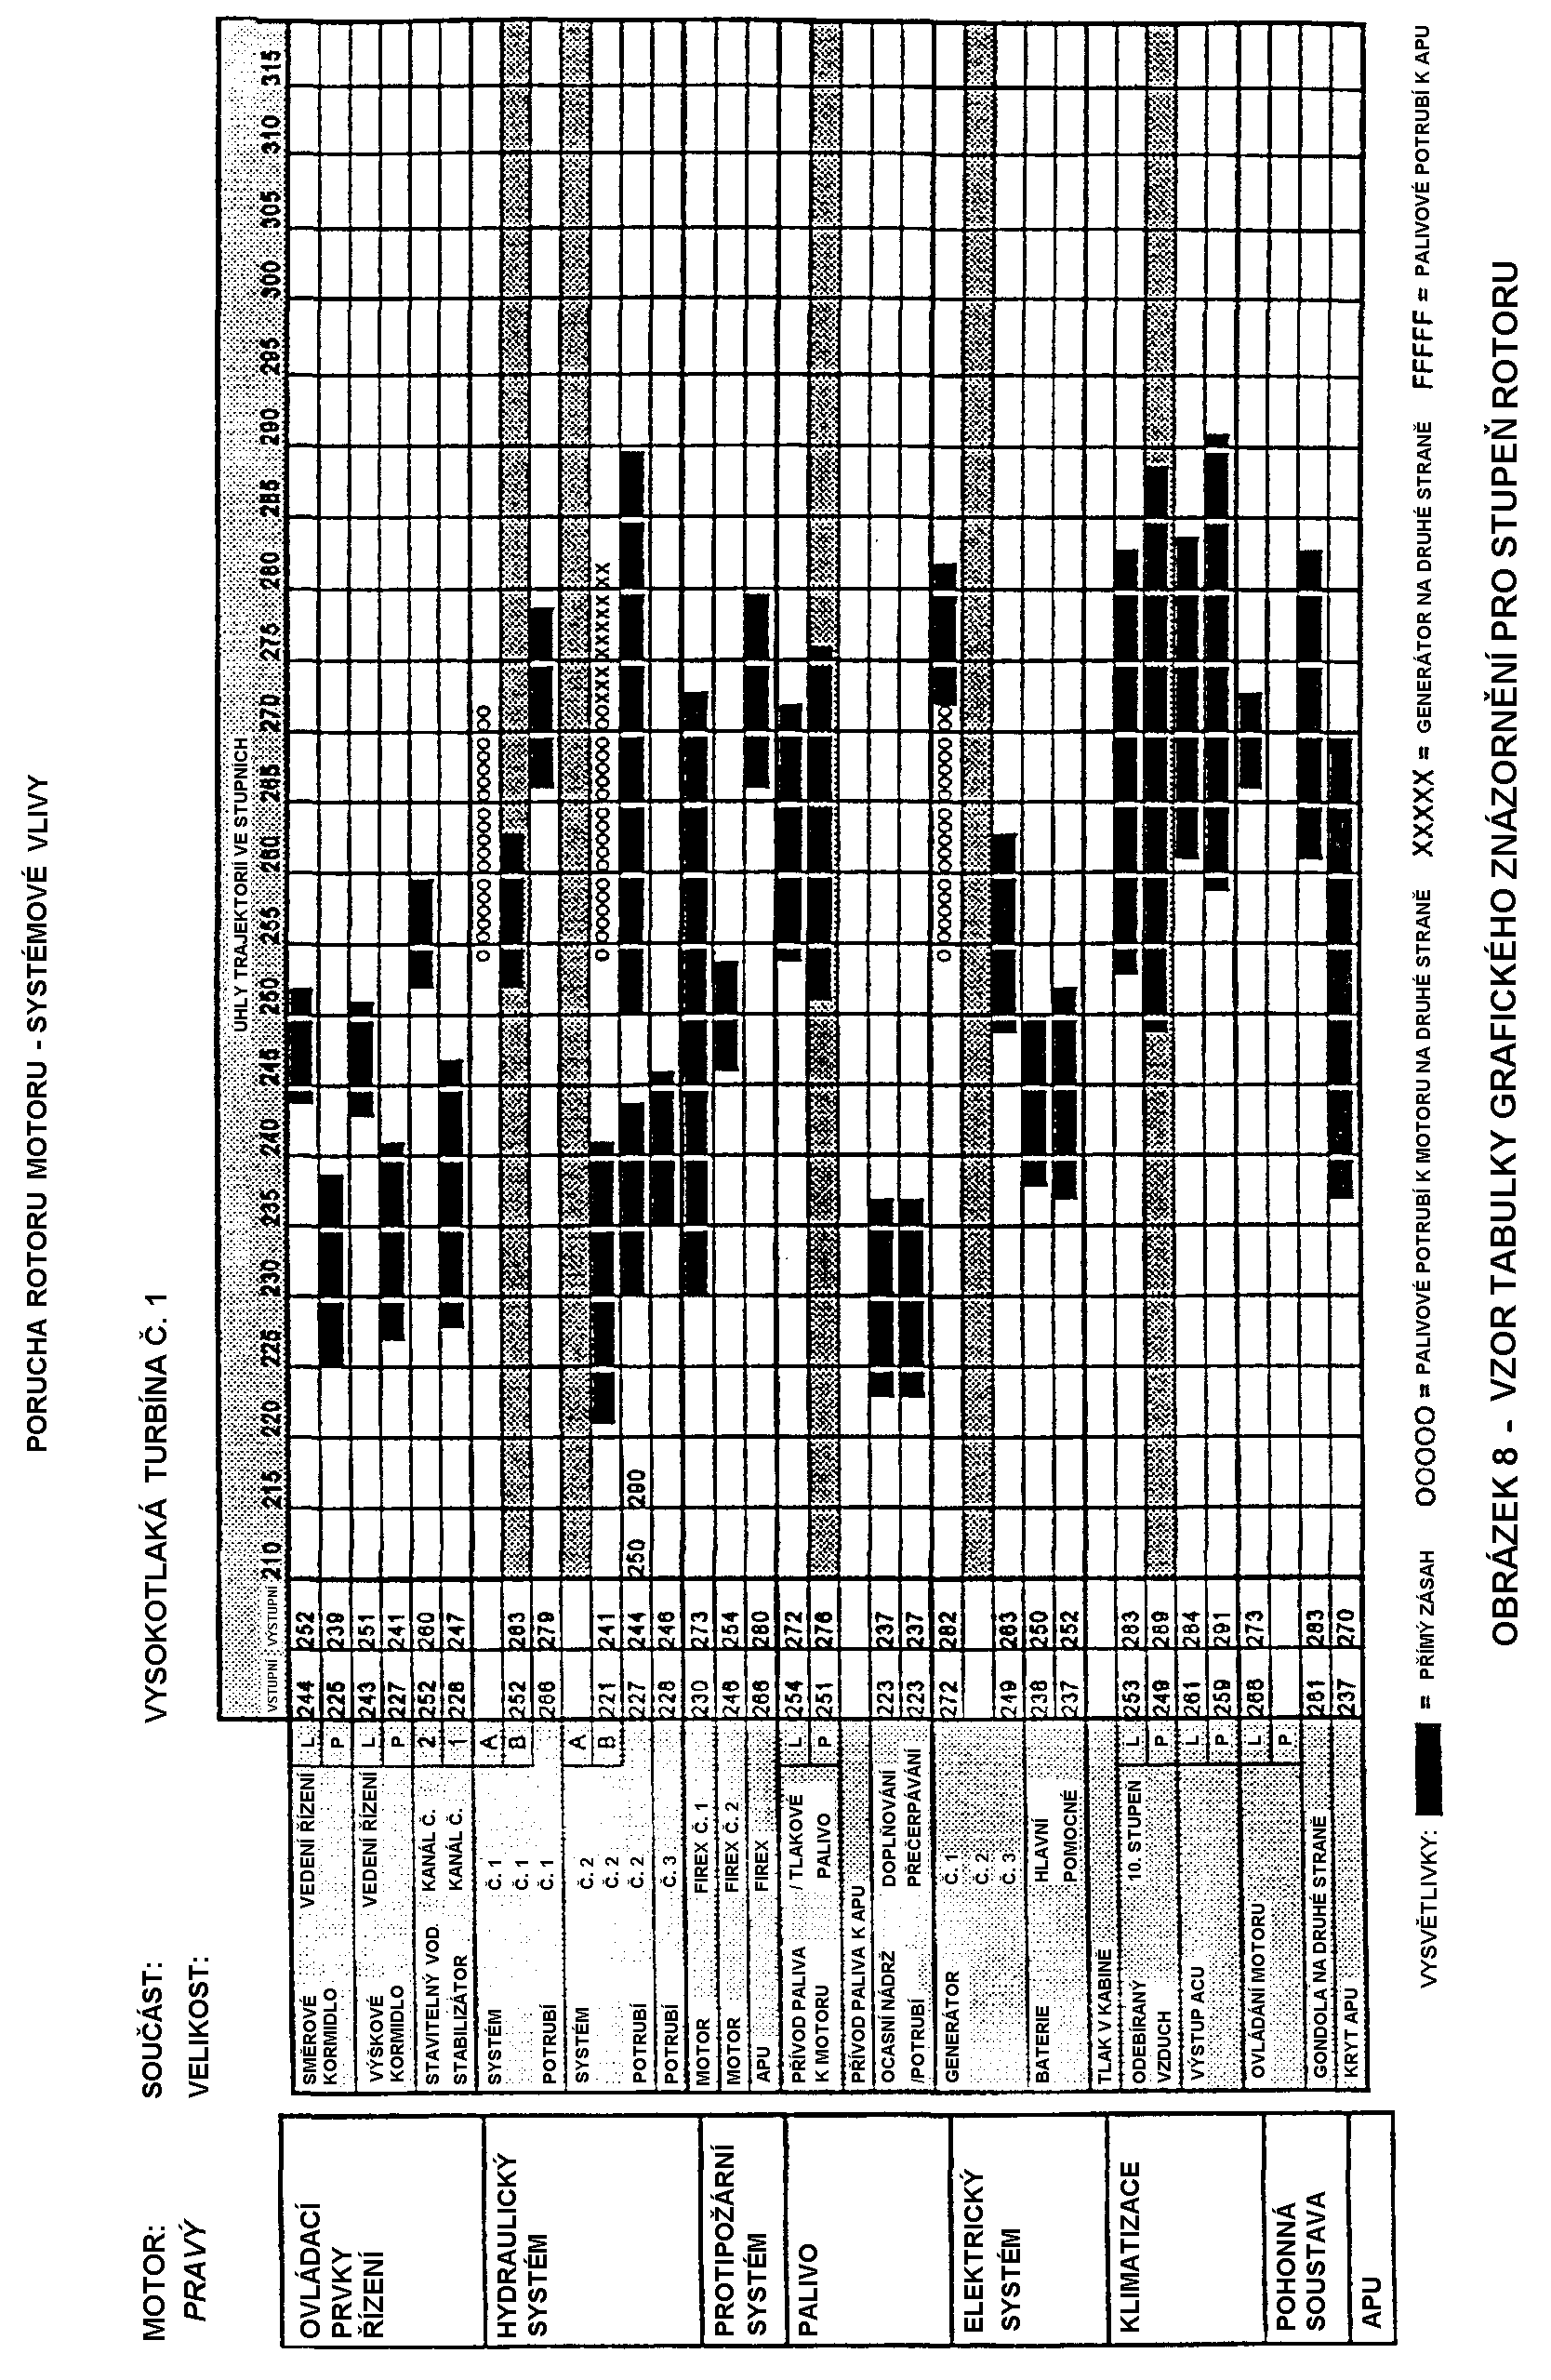 PORUCHA ROTORU MOTORU - SYSTÉMOVÉ VLIVY
MOTOR: SOUČÁST: VYSOKOTLAKÁ TURBÍNA Č. 1
PRAVÝ VELIKOST:
ÚHLY TRAJEKTORIÍ VE STUPNÍCH
VSTUPNÍ VÝSTUPNÍ 210 215 220 225 230 235 240 245 250 255 260 265 270 275 280 285 290 295 300 305 310 315
OVLÁDACÍ
PRVKY
ŘÍZENÍ
SMĚROVÉ VEDENÍ ŘÍZENÍ L 244 252
KORMIDLO P 225 239
VÝŠKOVÉ VEDENÍ ŘÍZENÍ L 243 251
KORMIDLO P 227 241
STAVITELNÝ VOD. KANÁL Č. 2 252 260
STABILIZÁTOR KANÁL Č. 1 228 247
HYDRAULICKÝ
SYSTÉM
SYSTÉM Č. 1 A OOOOOOOOOOOOOOOOOO
Č. 1 B 252 263
POTRUBÍ Č. 1 266 279
SYSTÉM Č. 2 A
Č. 2 B 221 241 OOOOOOOOOOOOOOOOOOXXXXXXXXXX
POTRUBÍ Č. 2 227 244 250 290
POTRUBÍ Č. 3 228 246
PROTIPOŽÁRNÍ
SYSTÉM
MOTOR FIREX Č. 1 230 273
MOTOR FIREX Č. 2 246 254
APU FIREX 266 280
PALIVO
PŘÍVOD PALIVA / TLAKOVÉ L 254 272
K MOTORU PALIVO P 251 276
PŘÍVOD PALIVA K APU
OCASNÍ NÁDRŽ DOPLŇOVÁNÍ 223 237
/POTRUBÍ PŘEČERPÁVÁNÍ 223 237
ELEKTRICKÝ
SYSTÉM
GENERÁTOR Č. 1 272 282 OOOOOOOOOOOOOOOOOO
Č. 2
Č. 3 249 263
BATERIE HLAVNÍ 238 250
POMOCNÉ 237 252
KLIMATIZACE
TLAK V KABINĚ
ODEBÍRANÝ 10. STUPEŇ L 253 283
VZDUCH P 249 289
VÝSTUP ACU L 261 284
P 259 291
POHONNÁ
SOUSTAVA
OVLÁDÁNÍ MOTORU L 266 273
P
GONDOLA NA DRUHÉ STRANĚ 261 283
APU
KRYT APU 237 270
VYSVĚTLIVKY: = PŘÍMÝ ZÁSAH OOOOO = PALIVOVÉ POTRUBÍ K MOTORU NA DRUHÉ STRANĚ XXXXX = GENERÁTOR NA DRUHÉ STRANĚ FFFFF = PALIVOVÉ POTRUBÍ K APU
OBRÁZEK 8 - VZOR TABULKY GRAFICKÉHO ZNÁZORNĚNÍ PRO STUPEŇ ROTORU